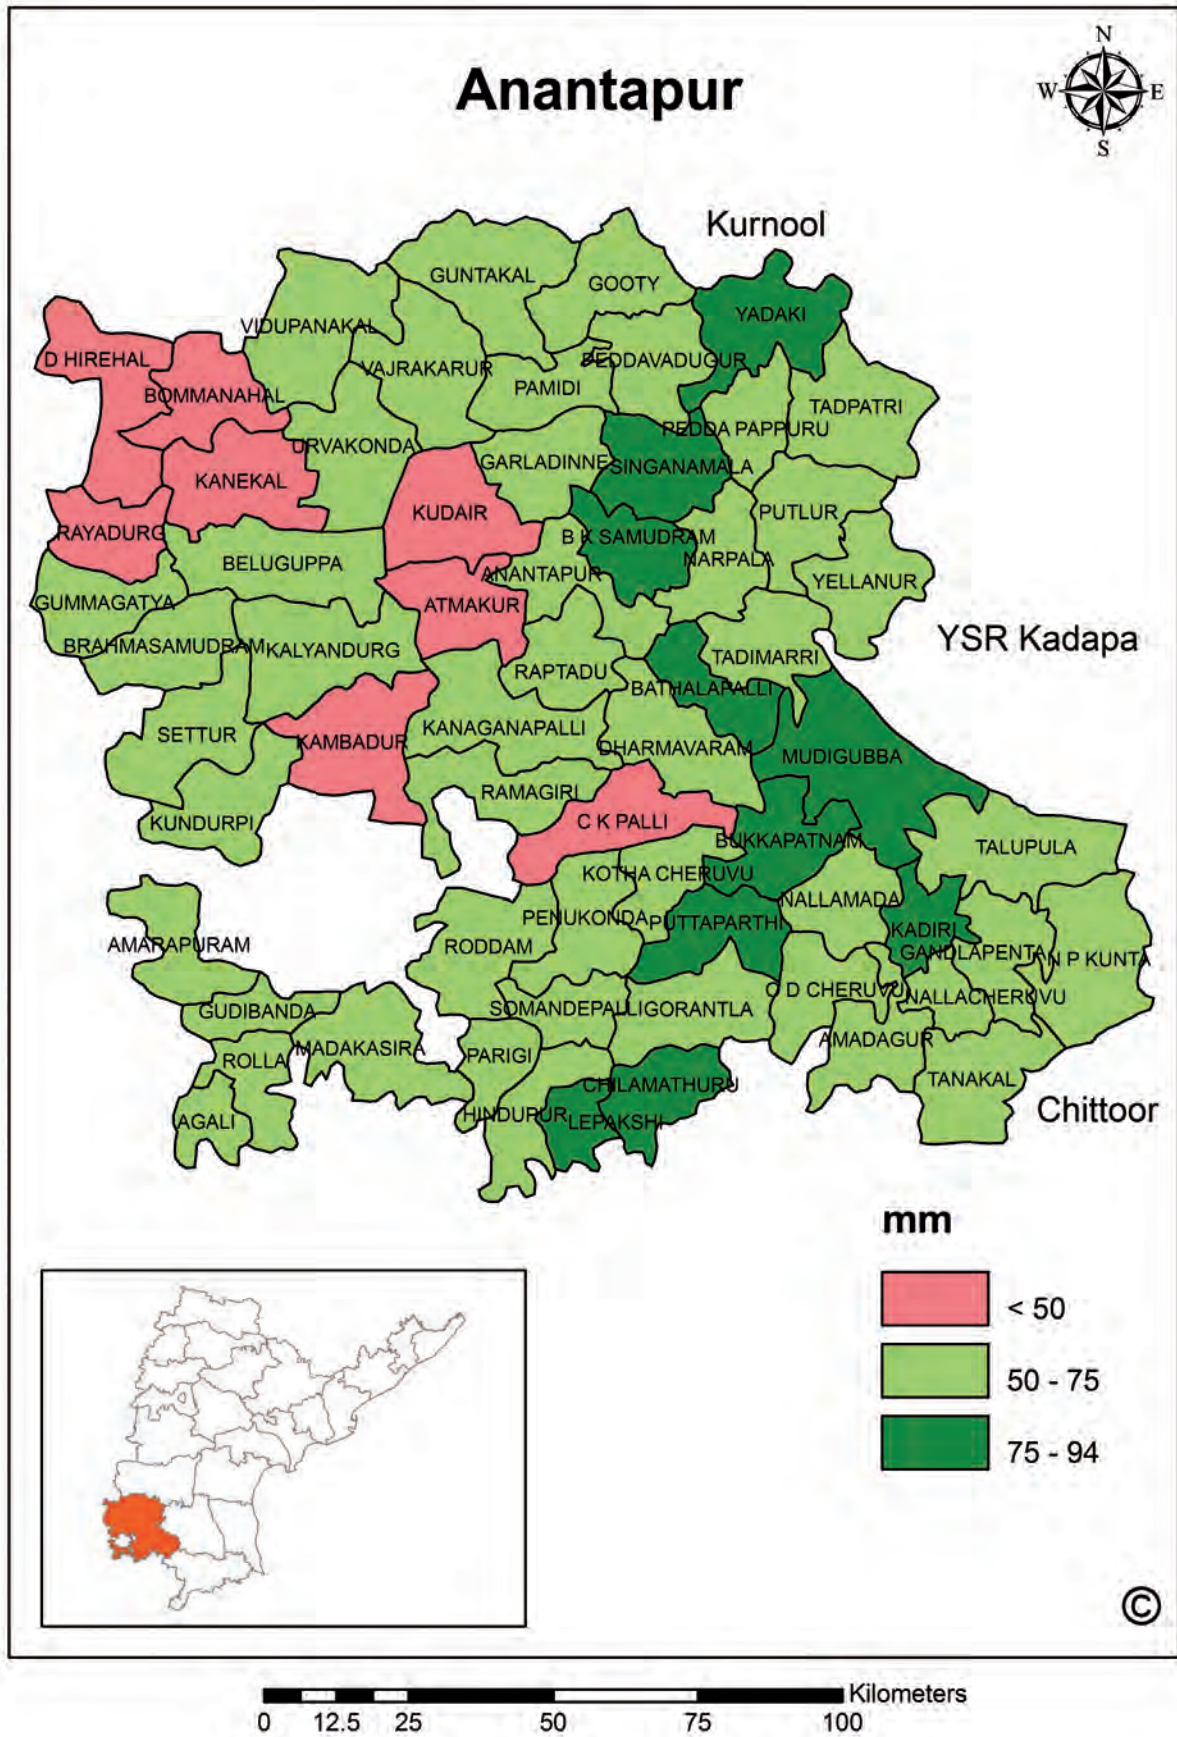 N
Anantapur
W E
S
Kurnool
GUNTAKAL
GOOTY
YADAKI
VIDUPANAKAL
D HIREHAL
VAJRAKARUR
PEDDAVADUGUR
PAMIDI
BOMMANAHAL
TADPATRI
PEDDA PAPPURU
URVAKONDA
GARLADINNE
SINGANAMALA
KANEKAL
KUDAIR
PUTLUR
RAYADURG
B K SAMUDRAM
NARPALA
BELUGUPPA
ANANTAPUR
YELLANUR
GUMMAGATYA
ATMAKUR
YSR Kadapa
BRAHMASAMUDRAM
KALYANDURG
TADIMARRI
RAPTADU
BATHALAPALLI
KANAGANAPALLI
SETTUR
KAMBADUR
DHARMAVARAM
MUDIGUBBA
RAMAGIRI
KUNDURPI
C K PALLI
BUKKAPATNAM
TALUPULA
KOTHA CHERUVU
NALLAMADA
PENUKONDA
PUTTAPARTHI
KADIRI
AMARAPURAM
RODDAM
GANDLAPENTA
N P KUNTA
C D CHERUVU
NALLACHERUVU
GUDIBANDA
SOMANDEPALLI
GORANTLA
AMADAGUR
MADAKASIRA
PARIGI
ROLLA
TANAKAL
CHILAMATHURU
HINDUPUR
LEPAKSHI
AGALI
Chittoor
mm
< 50
50 - 75
75 - 94
©
Kilometers
0 12.5 25 50 75 100